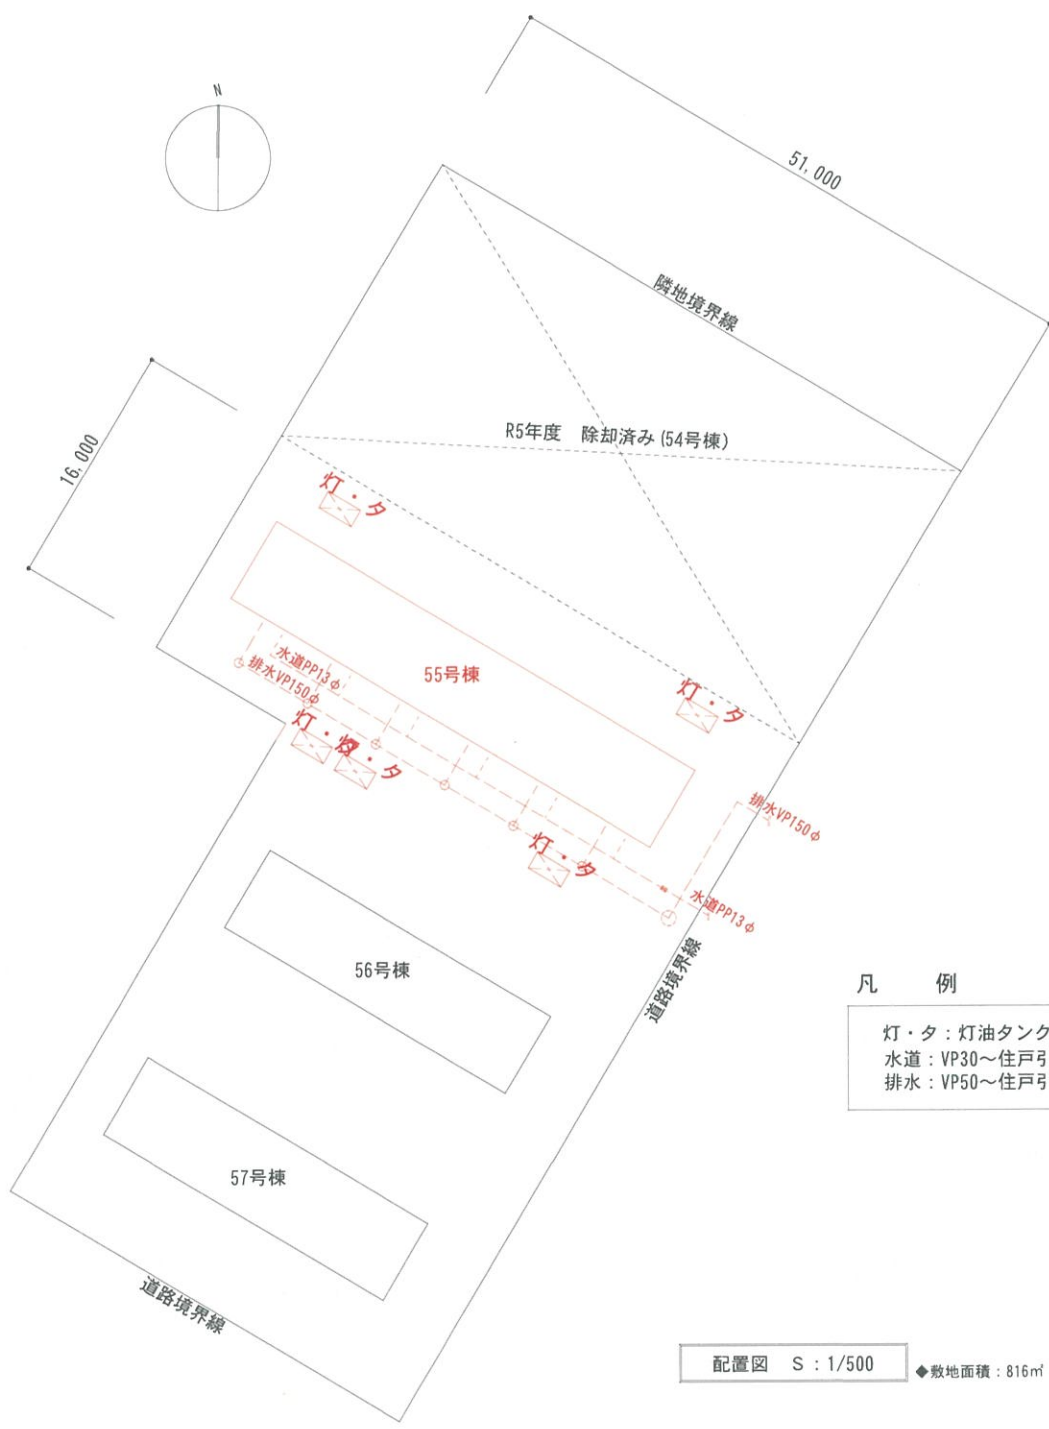 N
51,000
隣地境界線
R5年度　除却済み(54号棟)
16,000
灯・タ
55号棟
水道PP13φ
排水VP150φ
灯・タ
灯・タ
灯・タ
排水VP150φ
灯・タ
水道PP13φ
道路境界線
56号棟
凡　例
灯・タ：灯油タンク
水道：VP30～住戸引
排水：VP50～住戸引
57号棟
道路境界線
配置図　S：1/500
◆敷地面積：816㎡